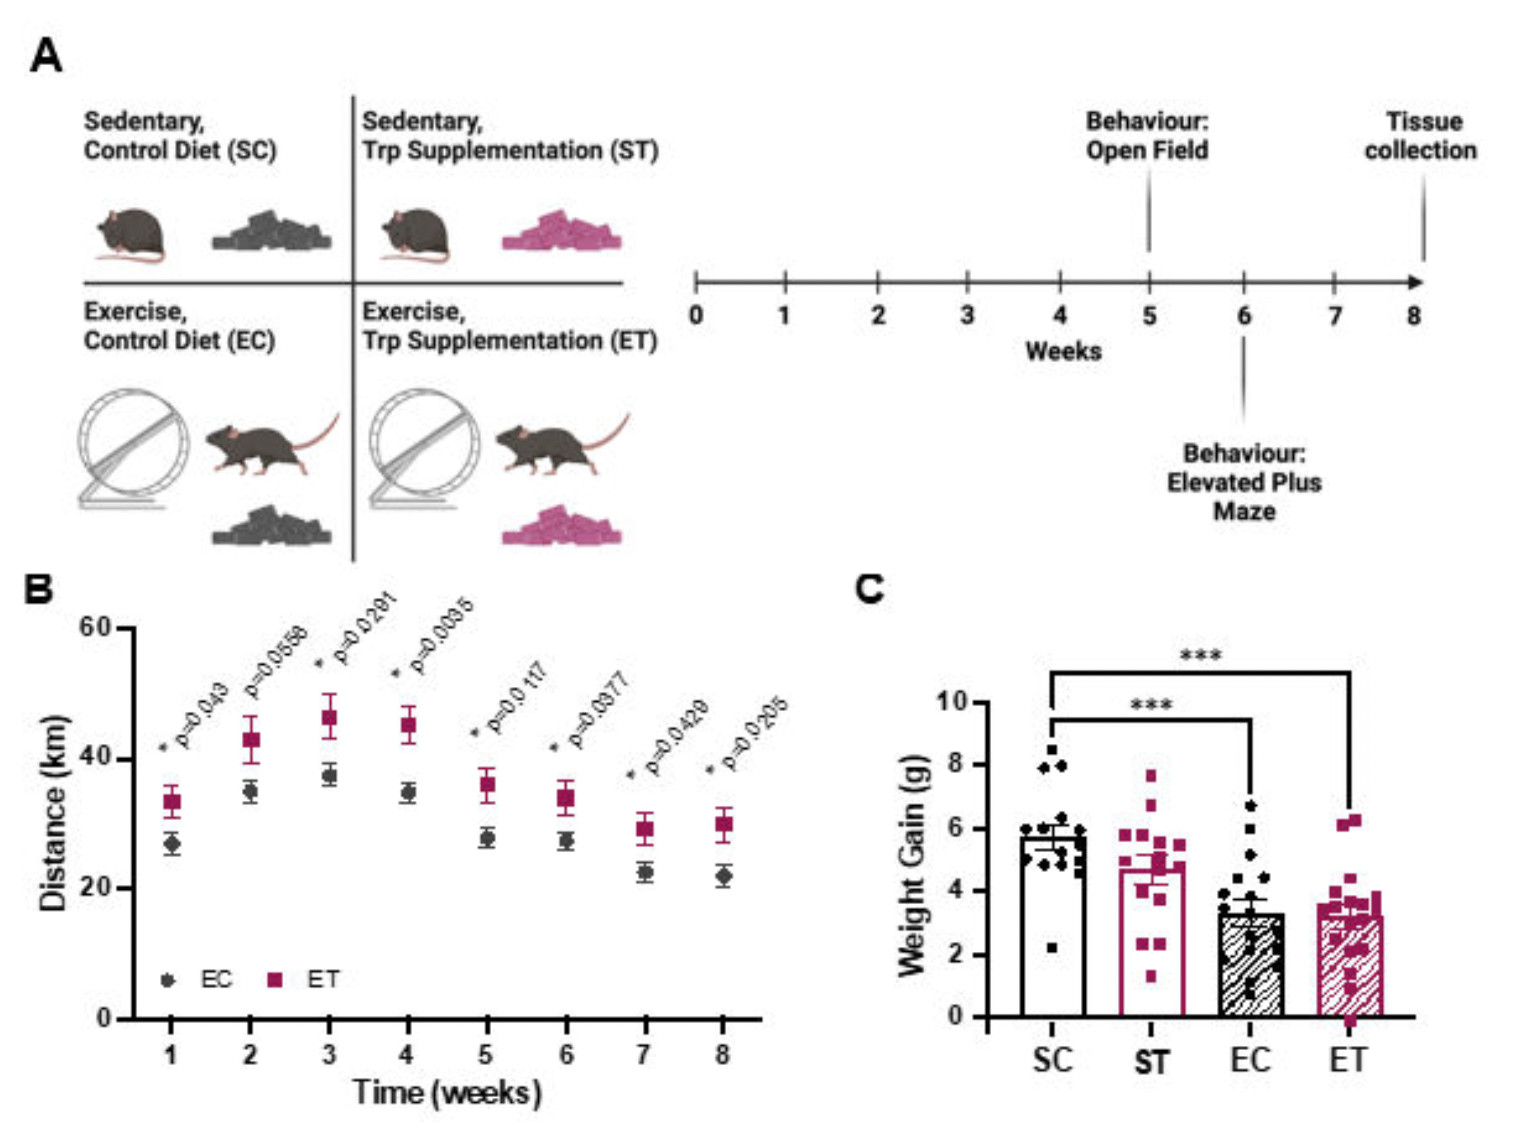 A
Sedentary,
Control Diet (SC)
Sedentary,
Trp Supplementation (ST)
Exercise,
Control Diet (EC)
Exercise,
Trp Supplementation (ET)
Behaviour:
Open Field
Tissue
collection
0 1 2 3 4 5 6 7 8
Weeks
Behaviour:
Elevated Plus
Maze
B
60
40
20
0
Distance (km)
* p=0.043
p=0.0558
* p=0.0291
* p=0.0035
* p=0.0117
* p=0.0377
* p=0.0429
* p=0.0205
EC ET
1 2 3 4 5 6 7 8
Time (weeks)
C
***
***
10
8
6
4
2
0
Weight Gain (g)
SC ST EC ET